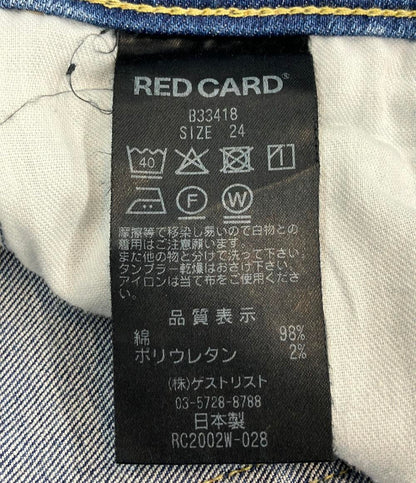 RED CARD®
B33418
SIZE 24
40
F W
摩擦等で移染し易いので白物との
着用はご注意願います。
また他の物と分けて洗って下さい。
タンブラー乾燥はおさけ下さい。
アイロンは当て布をご使用ください。
品質表示
綿 98%
ポリウレタン 2%
(株)ゲストリスト
03-5728-8788
日本製
RC2002W-028